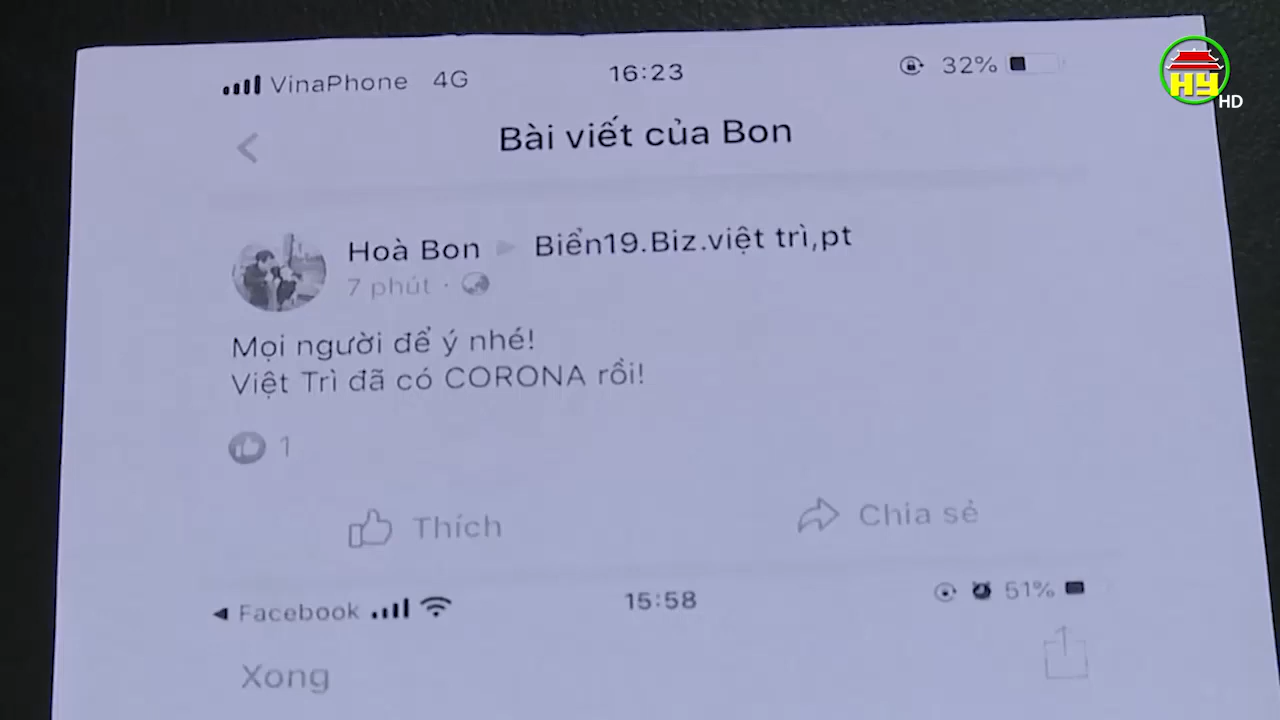 VinaPhone 4G 16:23 32%
HY
HD
Bài viết của Bon
Hoà Bon Biển19.Biz.việt trì,pt
7 phút ·
Mọi người để ý nhé!
Việt Trì đã có CORONA rồi!
1
Thích Chia sẻ
Facebook 15:58 51%
Xong